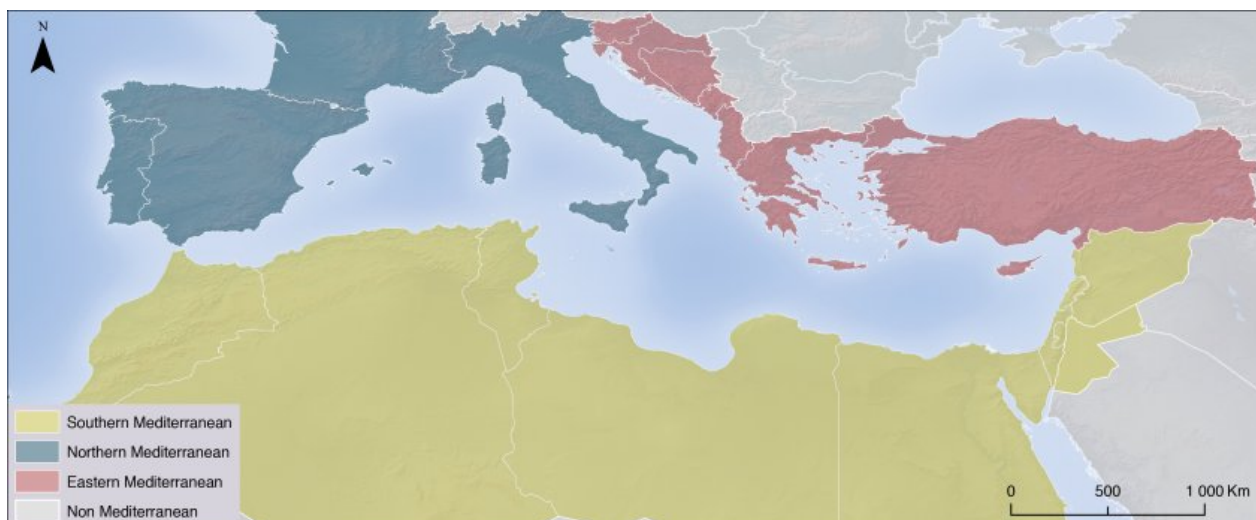 N
Southern Mediterranean
Northern Mediterranean
Eastern Mediterranean
Non Mediterranean
0 500 1 000 Km